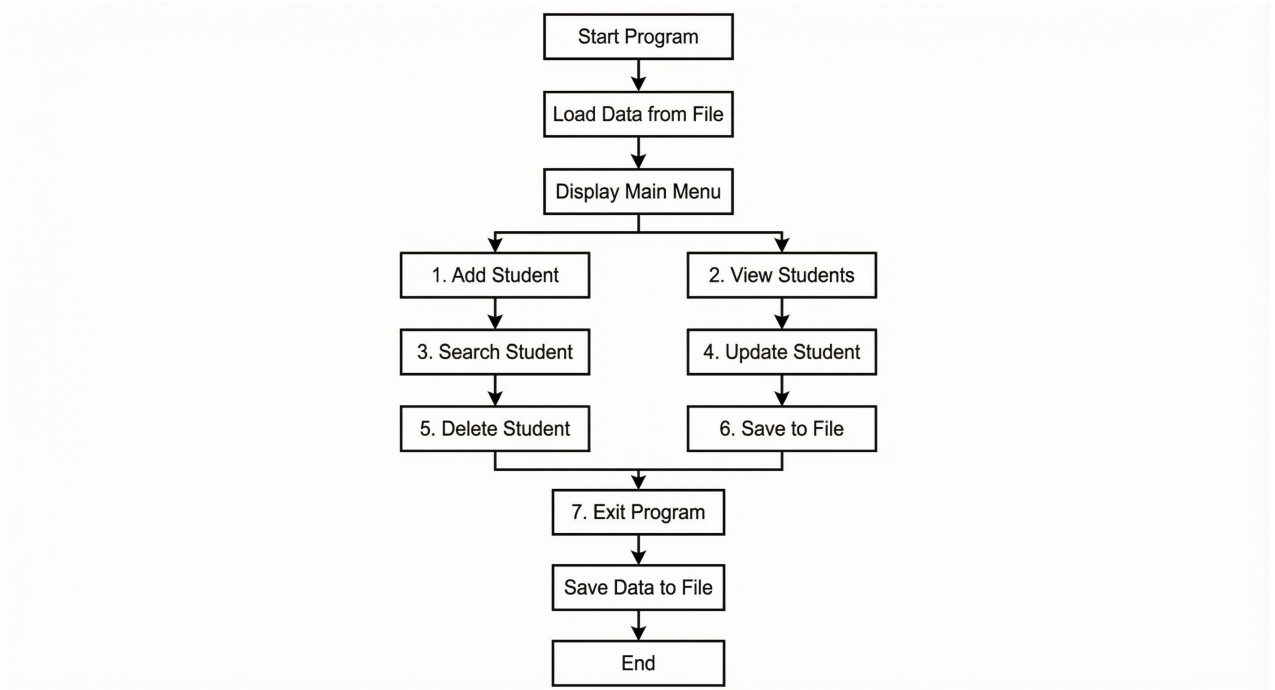 Start Program
Load Data from File
Display Main Menu
1. Add Student
2. View Students
3. Search Student
4. Update Student
5. Delete Student
6. Save to File
7. Exit Program
Save Data to File
End